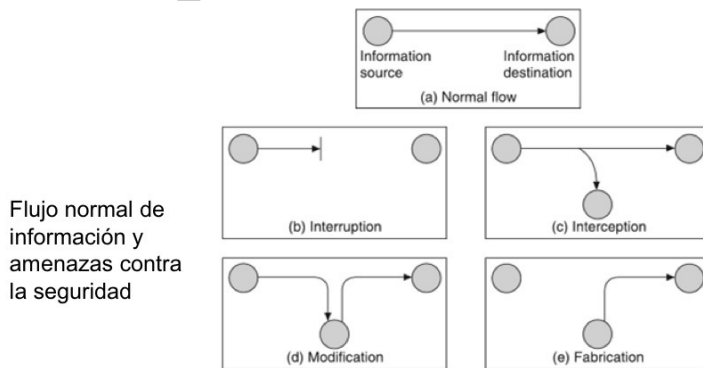 Information
source
Information
destination
(a) Normal flow
(b) Interruption
(c) Interception
Flujo normal de
información y
amenazas contra
la seguridad
(d) Modification
(e) Fabrication